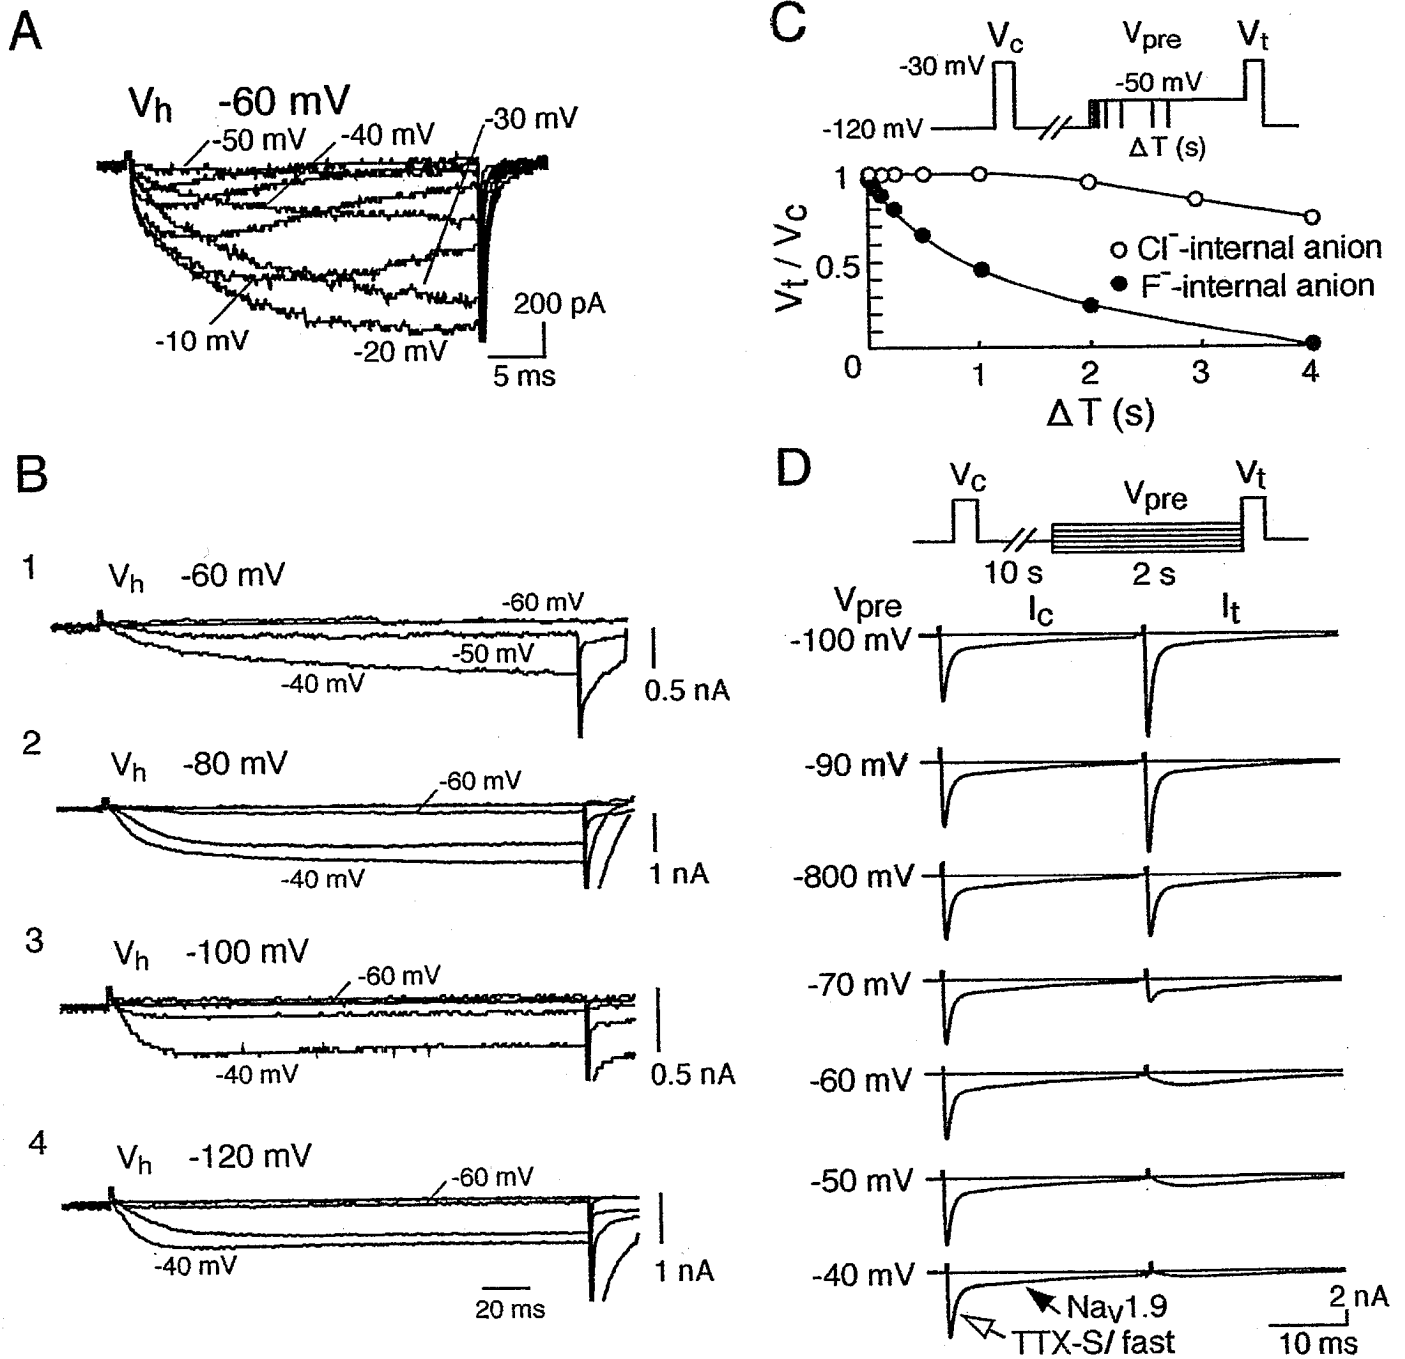 A
Vh -60 mV
-50 mV
-40 mV
-30 mV
-10 mV
-20 mV
200 pA
5 ms
B
1
Vh -60 mV
-60 mV
-50 mV
-40 mV
0.5 nA
2
Vh -80 mV
-60 mV
-40 mV
1 nA
3
Vh -100 mV
-60 mV
-40 mV
0.5 nA
4
Vh -120 mV
-60 mV
-40 mV
1 nA
20 ms
C
Vc Vpre Vt
-30 mV
-50 mV
-120 mV
ΔT (s)
1
0.5
0
Vt / Vc
Cl⁻-internal anion
F⁻-internal anion
1 2 3 4
ΔT (s)
D
Vc Vpre Vt
10 s 2 s
Vpre Ic It
-100 mV
-90 mV
-800 mV
-70 mV
-60 mV
-50 mV
-40 mV
Nav1.9
TTX-S/ fast
2 nA
10 ms